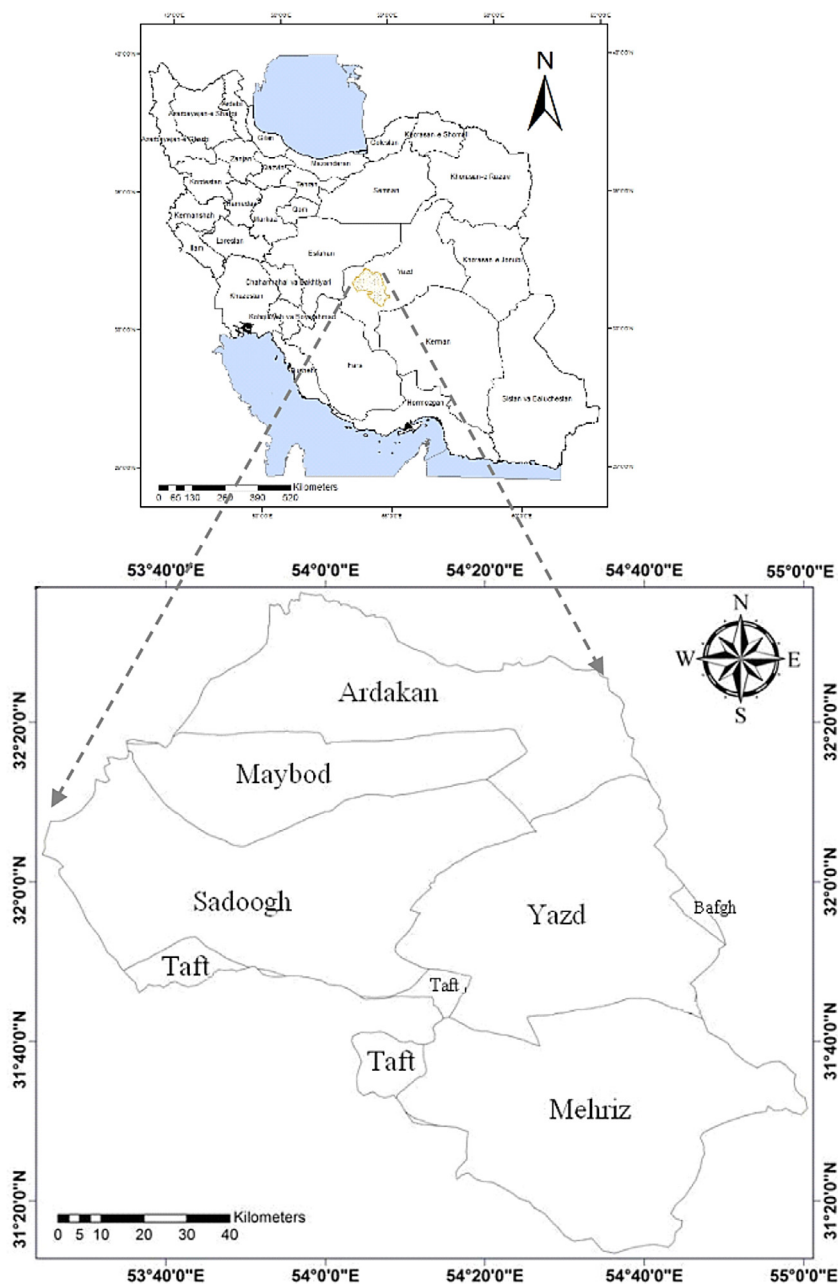 N
Ardebil
Azarbayejan-e Sharqi
Azarbayejan-e Gharbi
Gilan
Golestan
Khorasan-e Shomali
Zanjan
Mazandaran
Qazvin
Tehran
Semnan
Khorasan-e Razavi
Kordestan
Hamedan
Qom
Kermanshah
Markazi
Lorestan
Ilam
Esfahan
Yazd
Khorasan-e Jonubi
Chaharmahal va Bakhtiyari
Khuzestan
Kohgiluyeh va Boyerahmad
Kerman
Fars
Bushehr
Hormozgan
Sistan va Baluchestan
Kilometers
0 65 130 260 390 520
53°40'0"E 54°0'0"E 54°20'0"E 54°40'0"E 55°0'0"E
N
W E
S
Ardakan
32°20'0"N 32°20'0"N
Maybod
Sadoogh
32°0'0"N 32°0'0"N
Yazd
Bafgh
Taft
Taft
31°40'0"N 31°40'0"N
Taft
Mehriz
31°20'0"N 31°20'0"N
Kilometers
0 5 10 20 30 40
53°40'0"E 54°0'0"E 54°20'0"E 54°40'0"E 55°0'0"E